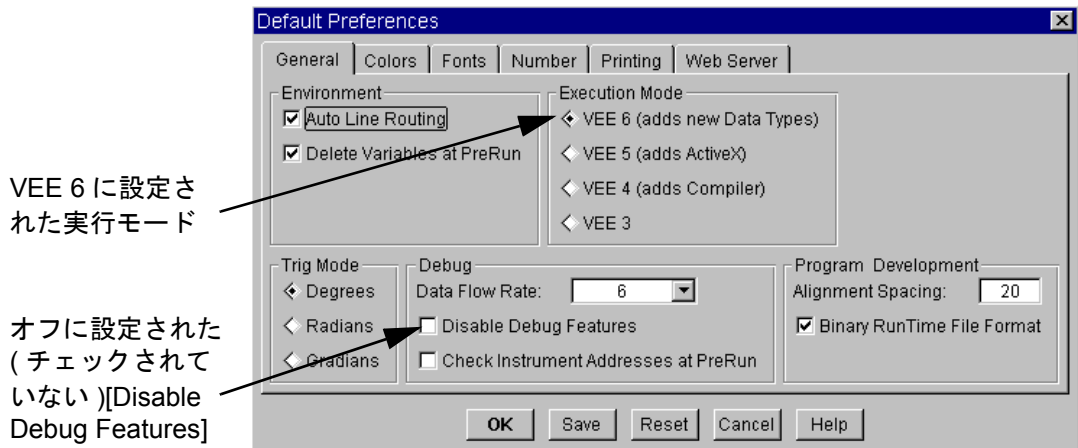 Default Preferences
General Colors Fonts Number Printing Web Server
Environment
Auto Line Routing
Delete Variables at PreRun
Execution Mode
VEE 6 (adds new Data Types)
VEE 5 (adds ActiveX)
VEE 4 (adds Compiler)
VEE 3
VEE 6 に設定さ
れた実行モード
Trig Mode
Degrees
Radians
Gradians
Debug
Data Flow Rate: 6
Disable Debug Features
Check Instrument Addresses at PreRun
Program Development
Alignment Spacing: 20
Binary RunTime File Format
オフに設定された
( チェックされて
いない )[Disable
Debug Features]
OK Save Reset Cancel Help